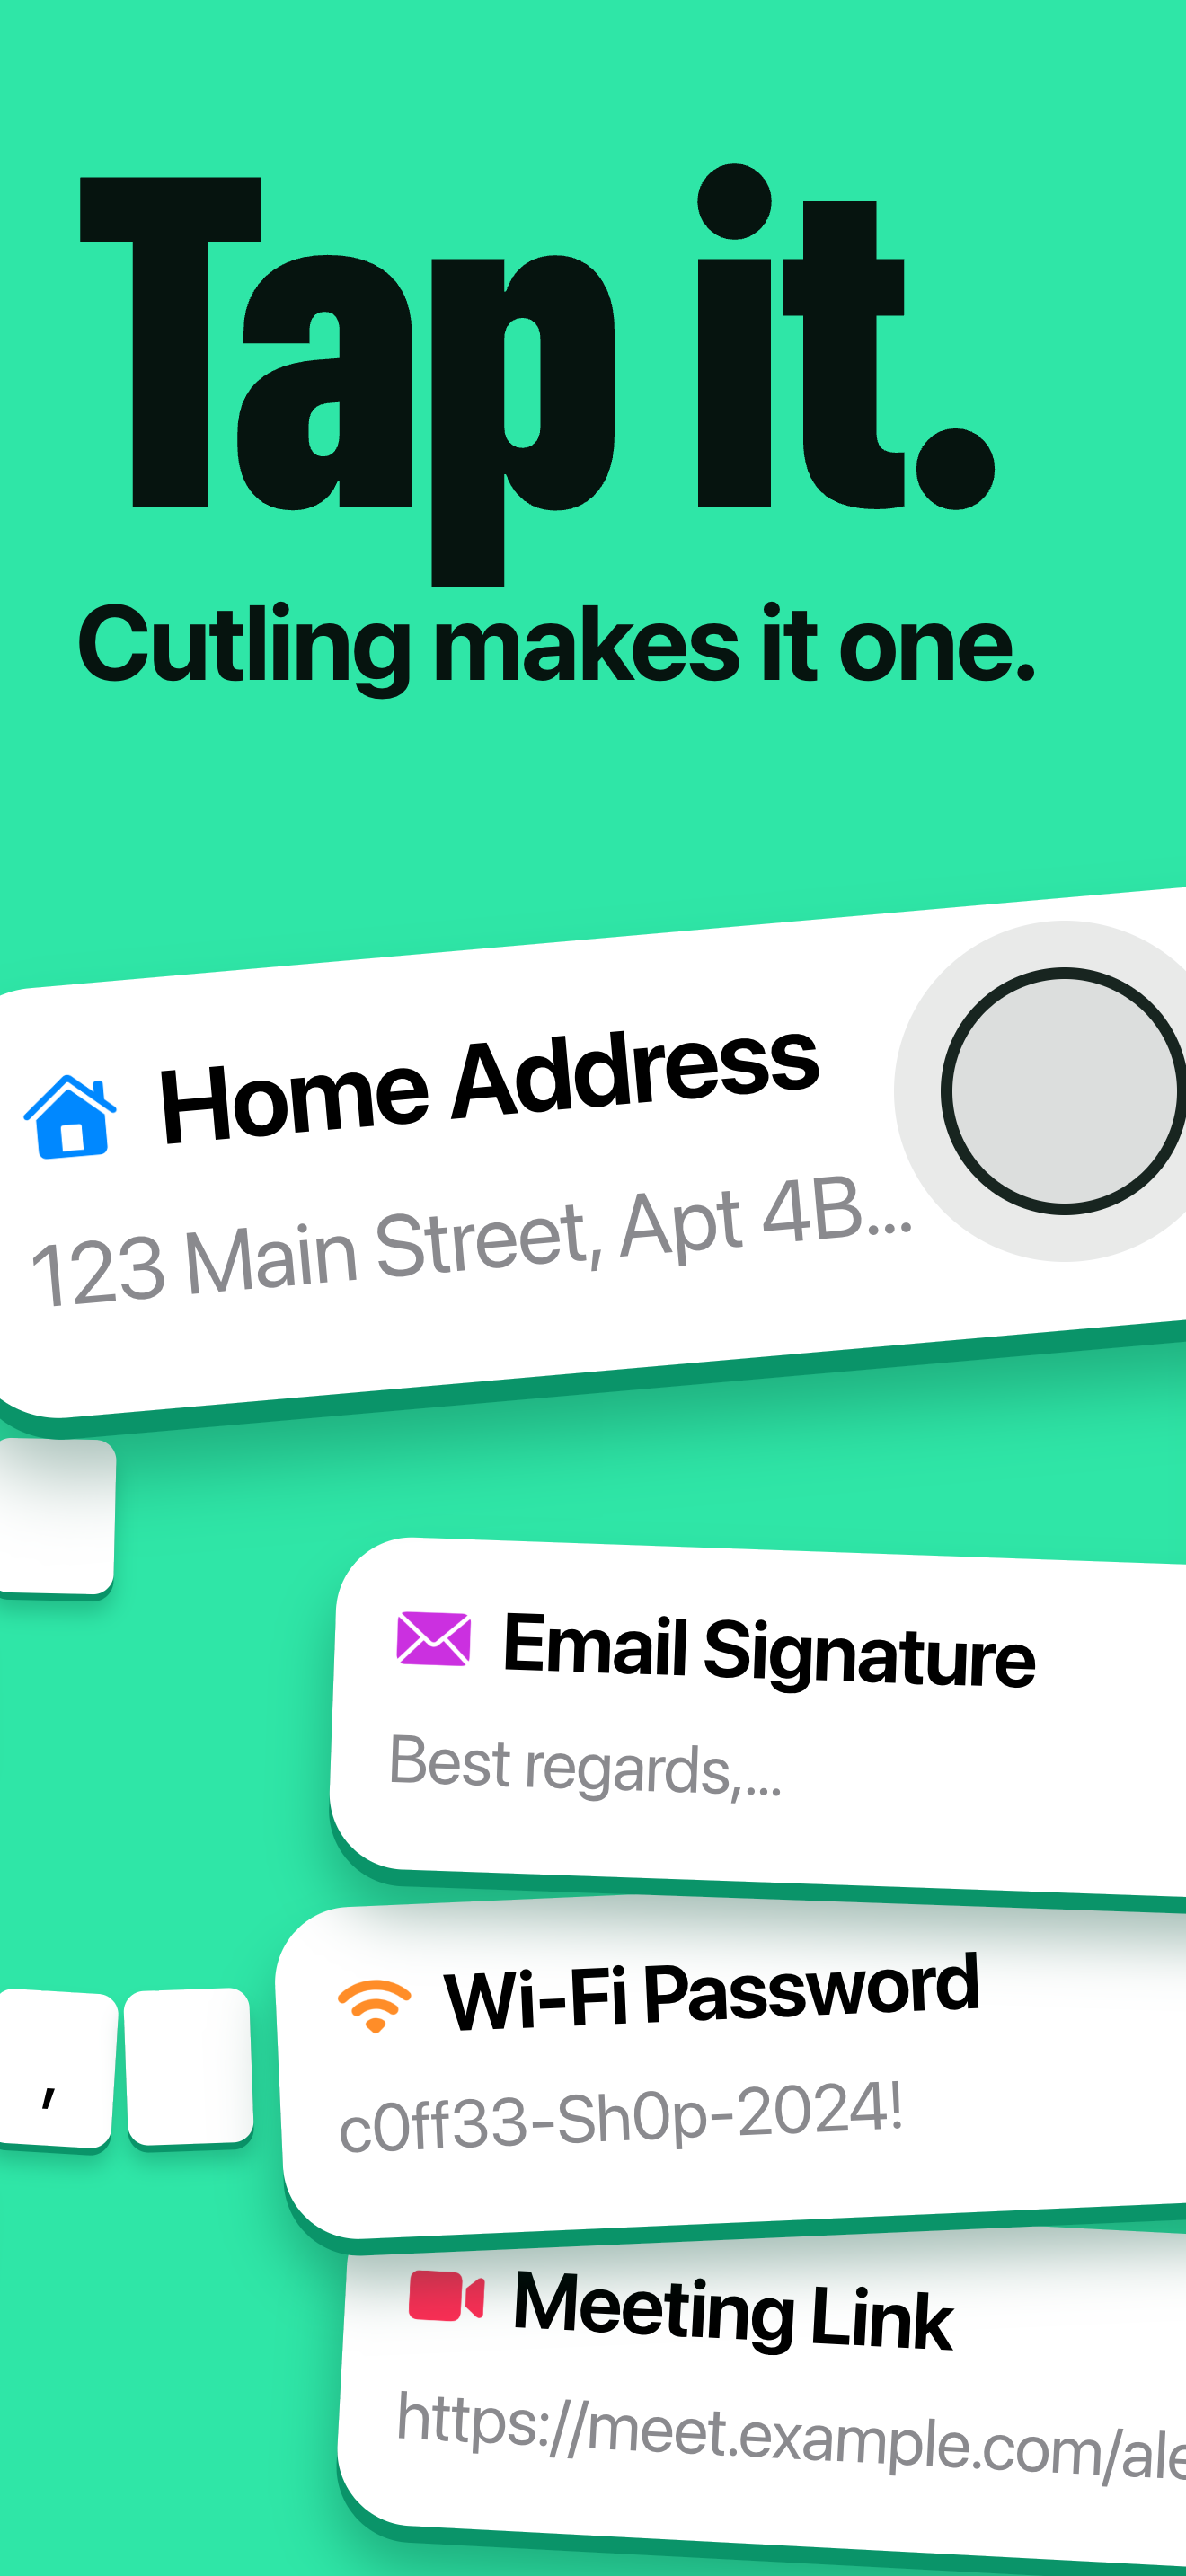 Tap it.
Cutling makes it one.
Home Address
123 Main Street, Apt 4B...
Email Signature
Best regards,...
Wi-Fi Password
,
c0ff33-Sh0p-2024!
Meeting Link
https://meet.example.com/ale